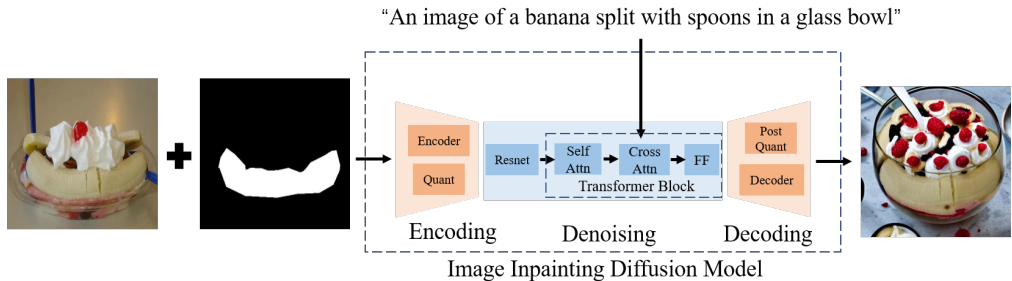 “An image of a banana split with spoons in a glass bowl”
Encoder
Quant
Resnet
Self
Attn
Cross
Attn
FF
Transformer Block
Post
Quant
Decoder
Encoding
Denoising
Decoding
Image Inpainting Diffusion Model